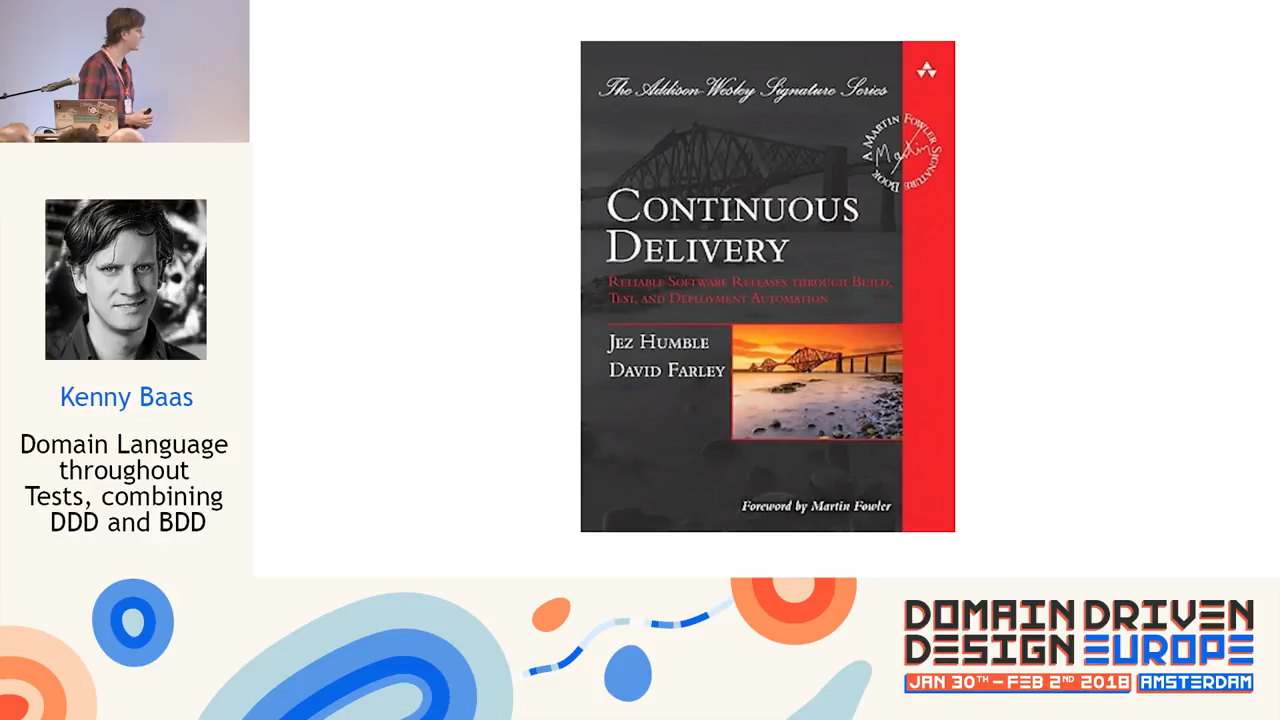 Kenny Baas
Domain Language
throughout
Tests, combining
DDD and BDD
The Addison-Wesley Signature Series
A MARTIN FOWLER SIGNATURE BOOK
Martin
CONTINUOUS
DELIVERY
RELIABLE SOFTWARE RELEASES THROUGH BUILD,
TEST, AND DEPLOYMENT AUTOMATION
JEZ HUMBLE
DAVID FARLEY
Foreword by Martin Fowler
DOMAIN DRIVEN
DESIGN EUROPE
JAN 30TH - FEB 2ND 2018 AMSTERDAM